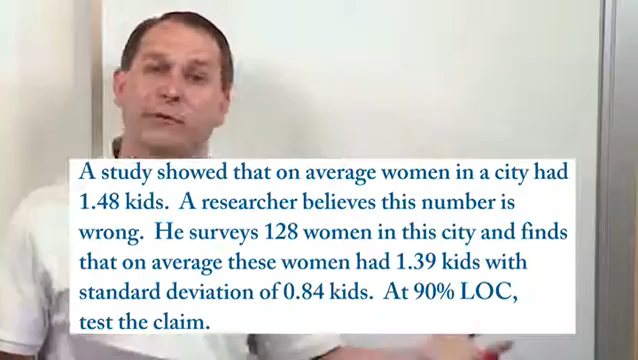 A study showed that on average women in a city had
1.48 kids.  A researcher believes this number is
wrong.  He surveys 128 women in this city and finds
that on average these women had 1.39 kids with
standard deviation of 0.84 kids.  At 90% LOC,
test the claim.